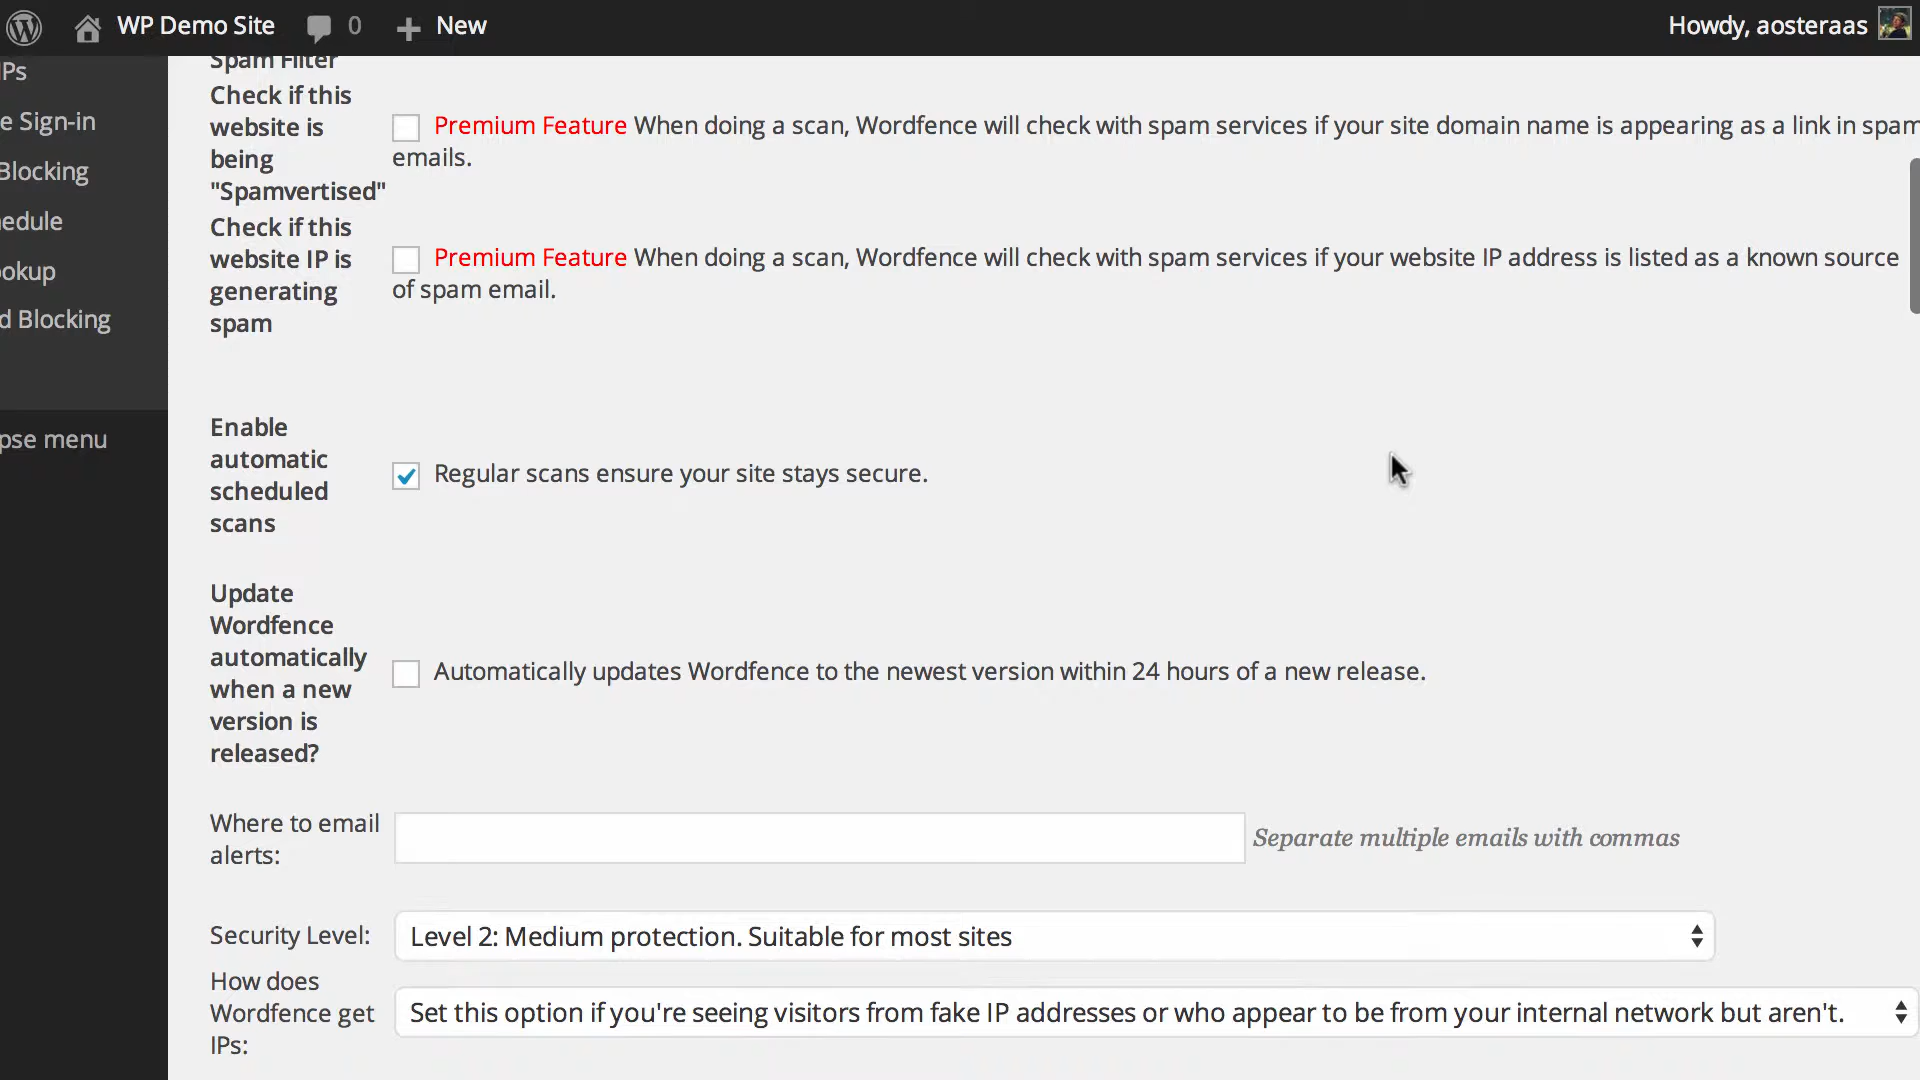 WP Demo Site 0 New Howdy, aosteraas
IPs
e Sign-in
Blocking
edule
ookup
d Blocking
pse menu
Spam Filter
Check if this
website is
being
"Spamvertised"
Premium Feature When doing a scan, Wordfence will check with spam services if your site domain name is appearing as a link in spam
emails.
Check if this
website IP is
generating
spam
Premium Feature When doing a scan, Wordfence will check with spam services if your website IP address is listed as a known source
of spam email.
Enable
automatic
scheduled
scans
Regular scans ensure your site stays secure.
Update
Wordfence
automatically
when a new
version is
released?
Automatically updates Wordfence to the newest version within 24 hours of a new release.
Where to email
alerts:
Separate multiple emails with commas
Security Level:
Level 2: Medium protection. Suitable for most sites
How does
Wordfence get
IPs:
Set this option if you're seeing visitors from fake IP addresses or who appear to be from your internal network but aren't.